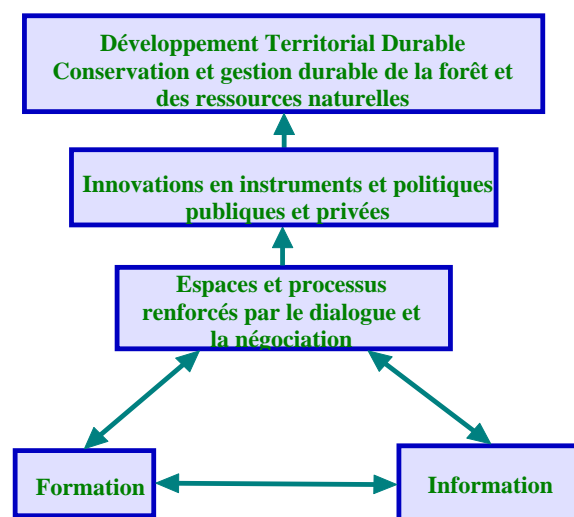 Développement Territorial Durable
Conservation et gestion durable de la forêt et
des ressources naturelles
Innovations en instruments et politiques
publiques et privées
Espaces et processus
renforcés par le dialogue et
la négociation
Formation
Information